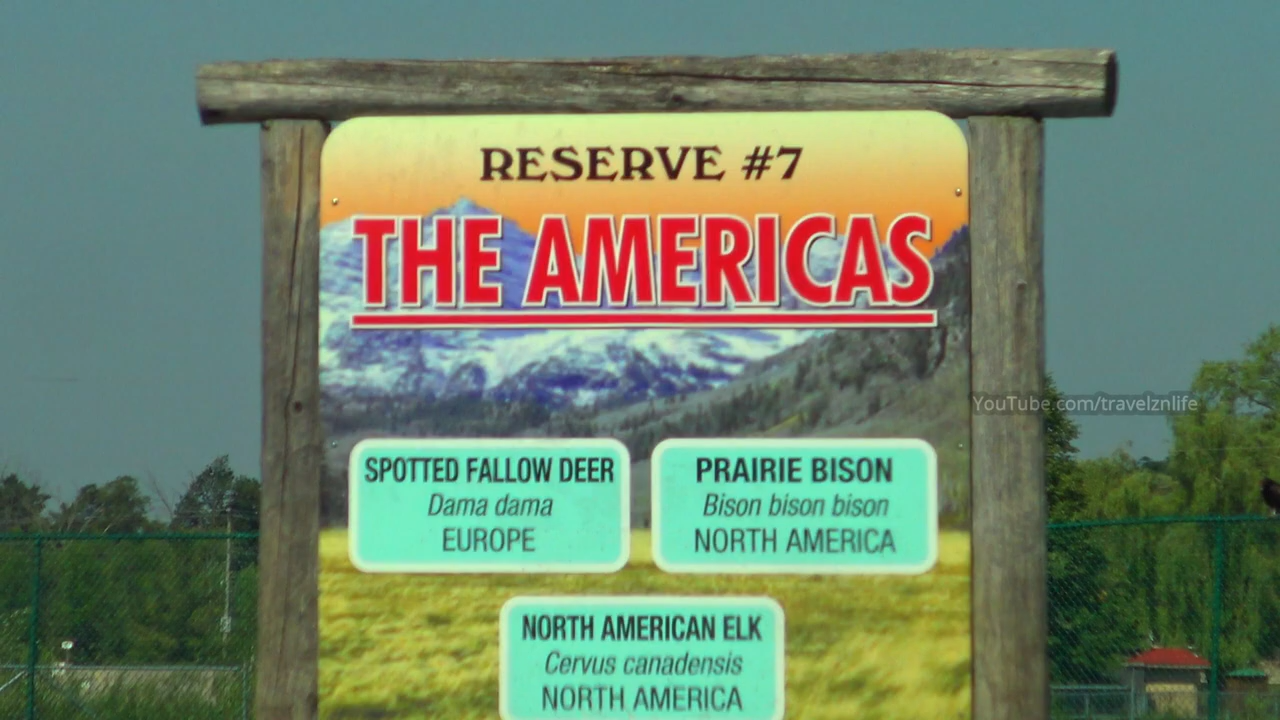 RESERVE #7
THE AMERICAS
YouTube.com/travelznlife
SPOTTED FALLOW DEER
Dama dama
EUROPE
PRAIRIE BISON
Bison bison bison
NORTH AMERICA
NORTH AMERICAN ELK
Cervus canadensis
NORTH AMERICA